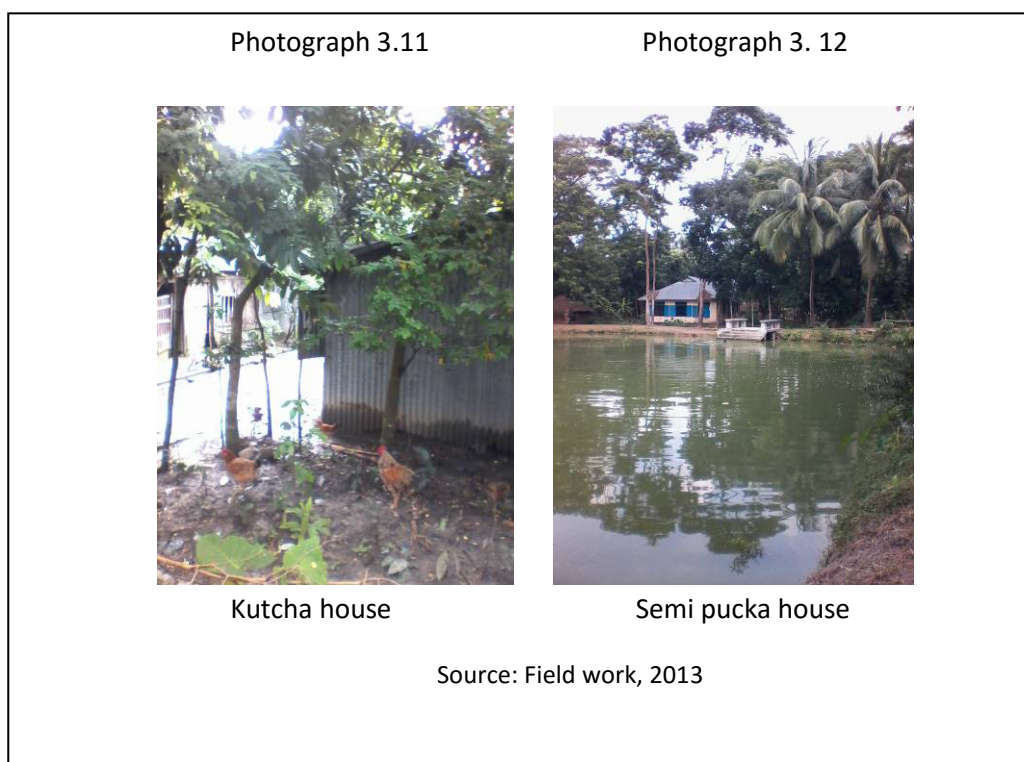 Photograph 3.11 Photograph 3. 12
Kutcha house Semi pucka house
Source: Field work, 2013